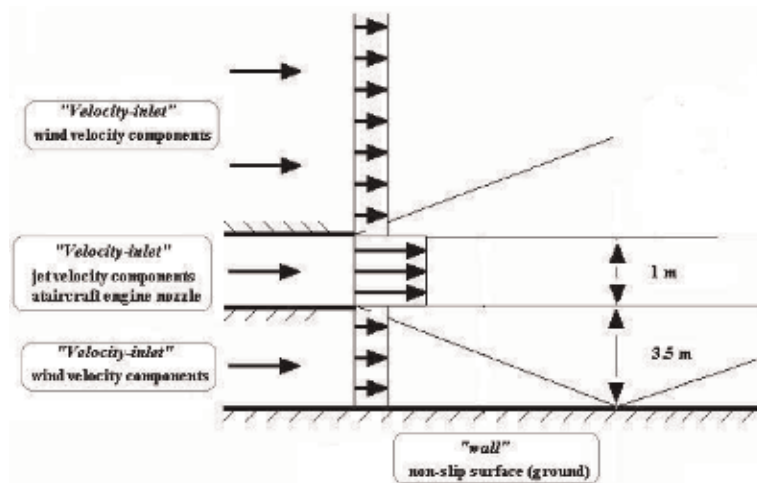 "Velocity-inlet"
wind velocity components
"Velocity-inlet"
jet velocity components
ataircraft engine nozzle
1 m
"Velocity-inlet"
wind velocity components
3.5 m
"wall"
non-slip surface (ground)